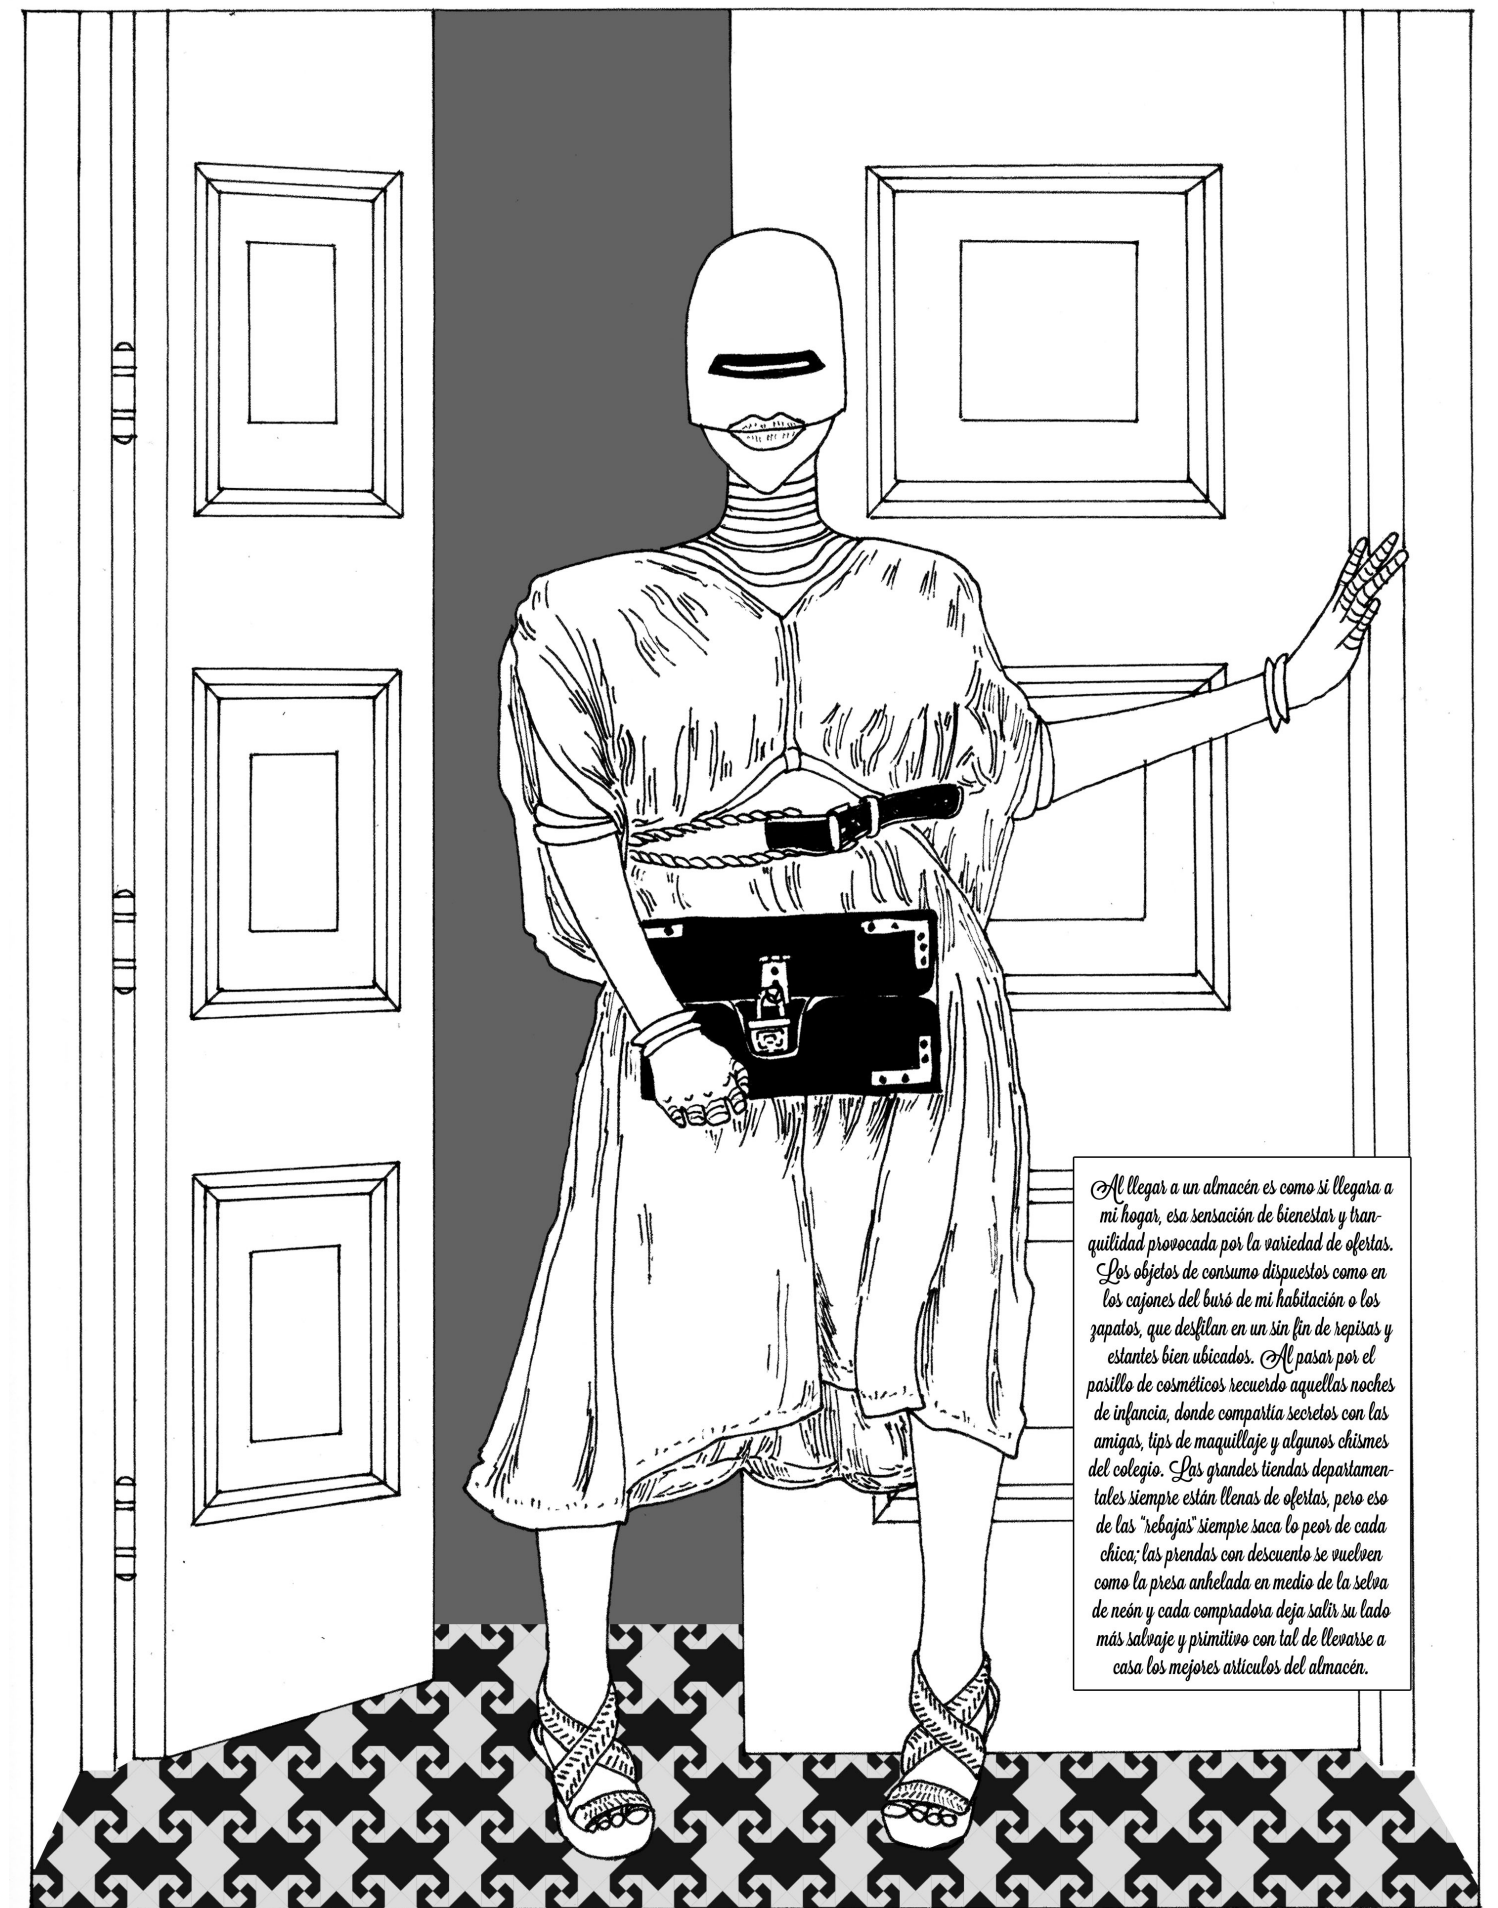 Al llegar a un almacén es como si llegara a
mi hogar, esa sensación de bienestar y tran-
quilidad provocada por la variedad de ofertas.
Los objetos de consumo dispuestos como en
los cajones del buró de mi habitación o los
zapatos, que desfilan en un sin fin de repisas y
estantes bien ubicados. Al pasar por el
pasillo de cosméticos recuerdo aquellas noches
de infancia, donde compartía secretos con las
amigas, tips de maquillaje y algunos chismes
del colegio. Las grandes tiendas departamen-
tales siempre están llenas de ofertas, pero eso
de las "rebajas" siempre saca lo peor de cada
chica; las prendas con descuento se vuelven
como la presa anhelada en medio de la selva
de neón y cada compradora deja salir su lado
más salvaje y primitivo con tal de llevarse a
casa los mejores artículos del almacén.